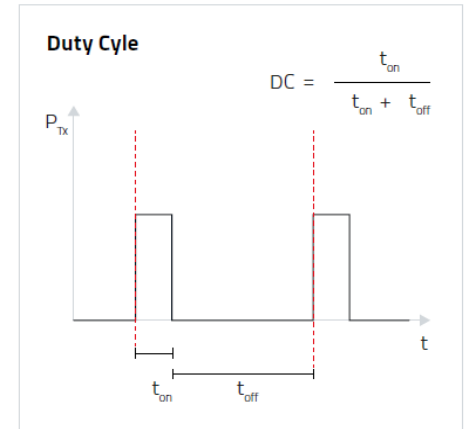 Duty Cyle
DC = t_on / t_on + t_off
P_Tx
t
t_on
t_off